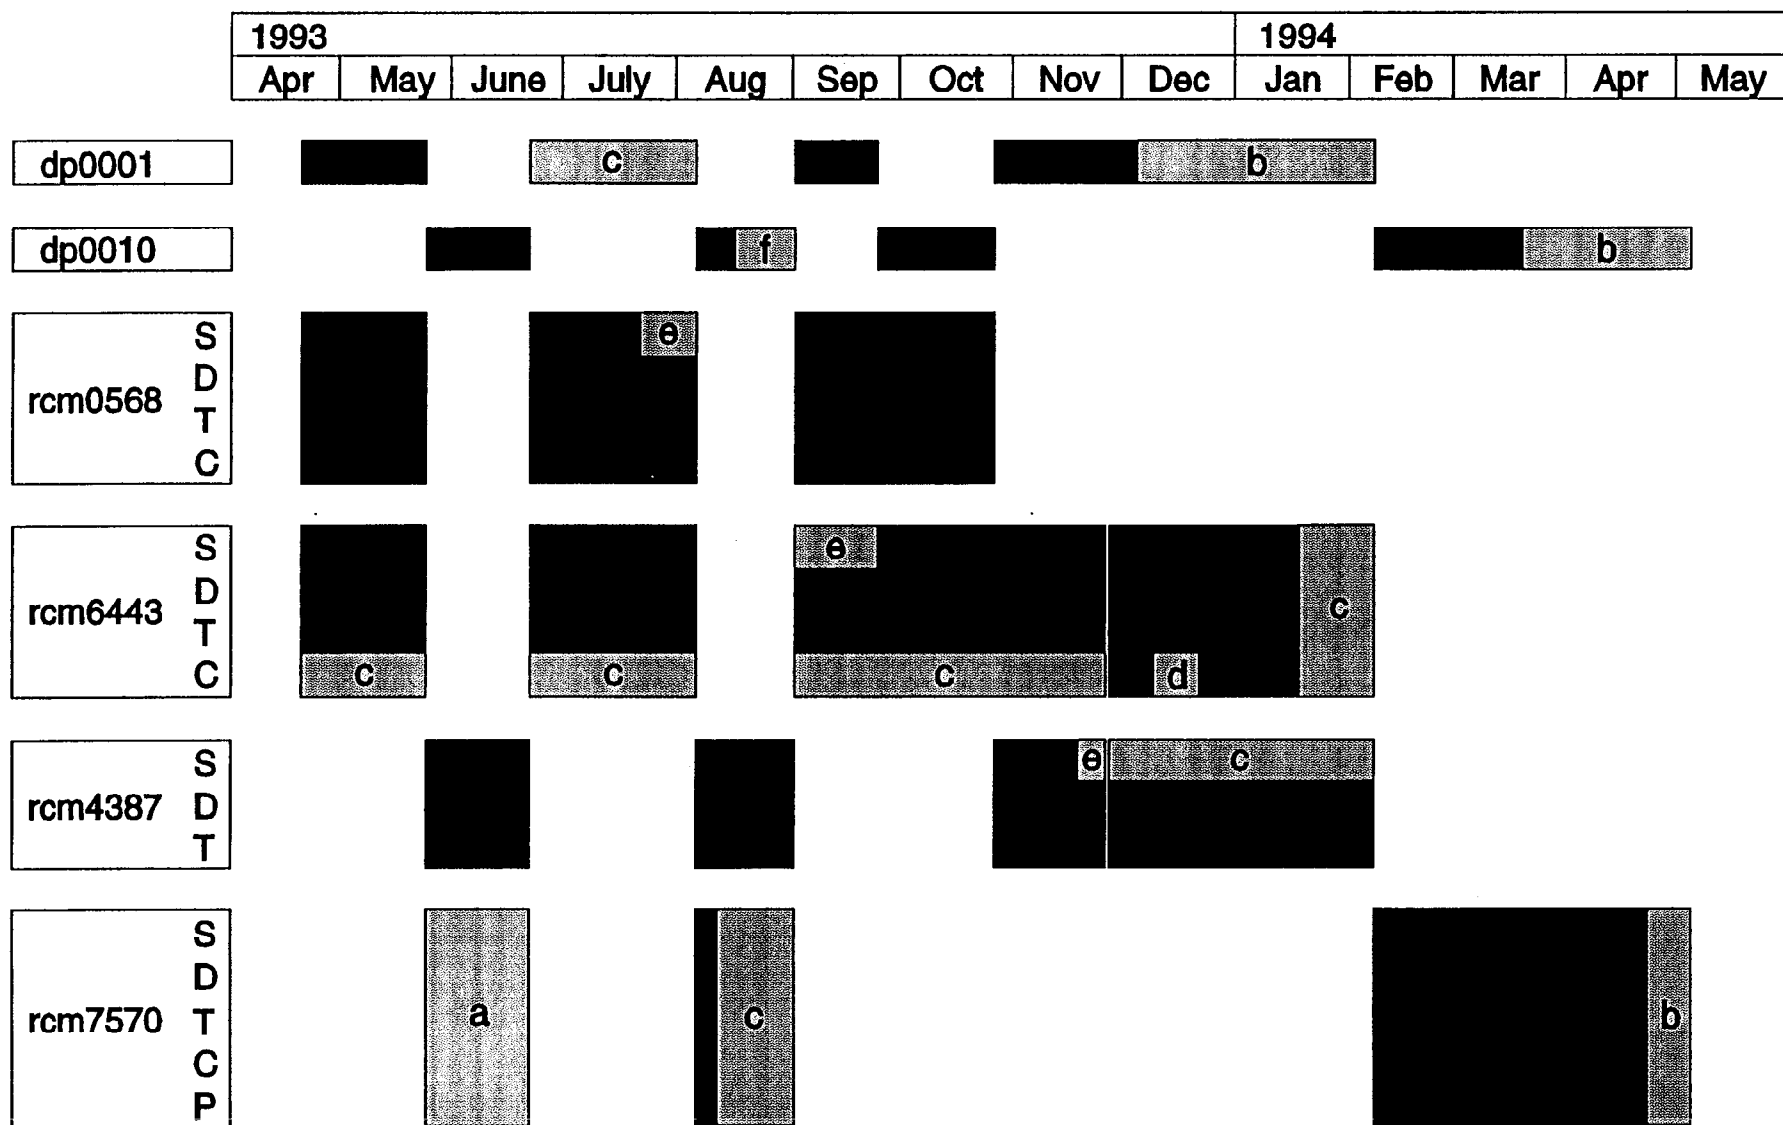 1993 1994
Apr May June July Aug Sep Oct Nov Dec Jan Feb Mar Apr May
dp0001 c b
dp0010 f b
rcm0568 S D T C e
rcm6443 S D T C e c c c c d
rcm4387 S D T e c
rcm7570 S D T C P a c b